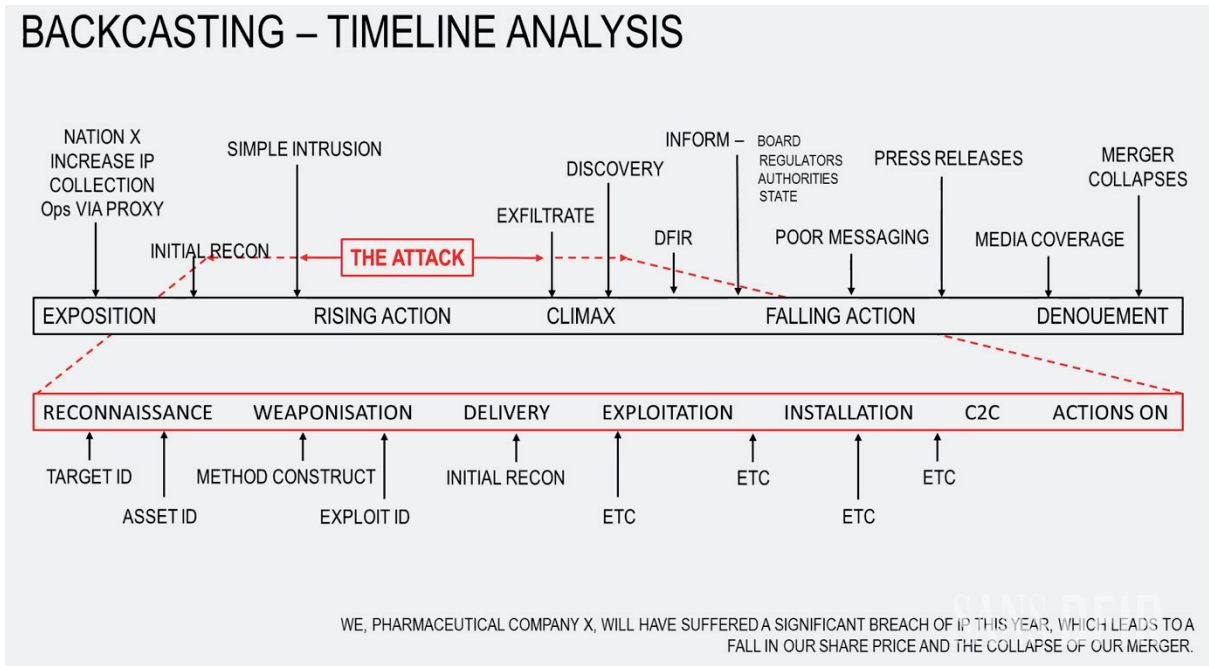 BACKCASTING – TIMELINE ANALYSIS
NATION X
INCREASE IP
COLLECTION
Ops VIA PROXY
INITIAL RECON
SIMPLE INTRUSION
THE ATTACK
EXFILTRATE
DISCOVERY
DFIR
INFORM – BOARD
REGULATORS
AUTHORITIES
STATE
POOR MESSAGING
PRESS RELEASES
MEDIA COVERAGE
MERGER
COLLAPSES
EXPOSITION RISING ACTION CLIMAX FALLING ACTION DENOUEMENT
RECONNAISSANCE WEAPONISATION DELIVERY EXPLOITATION INSTALLATION C2C ACTIONS ON
TARGET ID
ASSET ID
METHOD CONSTRUCT
EXPLOIT ID
INITIAL RECON
ETC
ETC
ETC
ETC
SANS DFIR
WE, PHARMACEUTICAL COMPANY X, WILL HAVE SUFFERED A SIGNIFICANT BREACH OF IP THIS YEAR, WHICH LEADS TO A
FALL IN OUR SHARE PRICE AND THE COLLAPSE OF OUR MERGER.